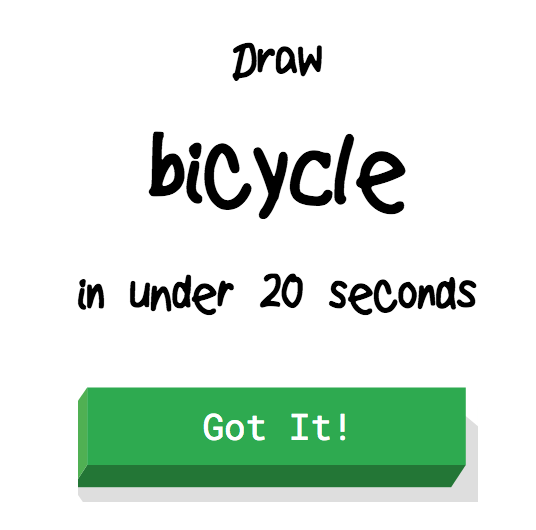 Draw
bicycle
in under 20 seconds
Got It!